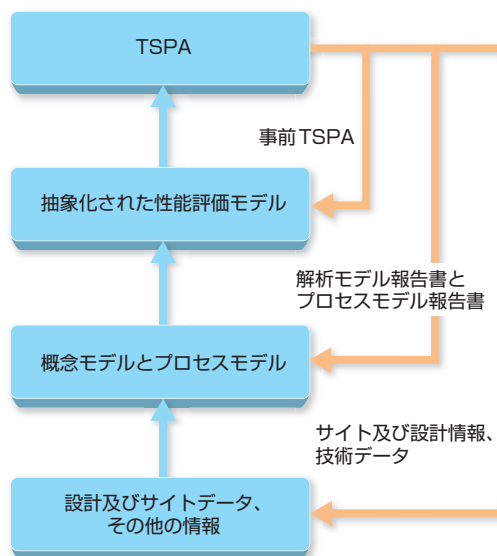 TSPA
事前TSPA
抽象化された性能評価モデル
解析モデル報告書と
プロセスモデル報告書
概念モデルとプロセスモデル
サイト及び設計情報、
技術データ
設計及びサイトデータ、
その他の情報